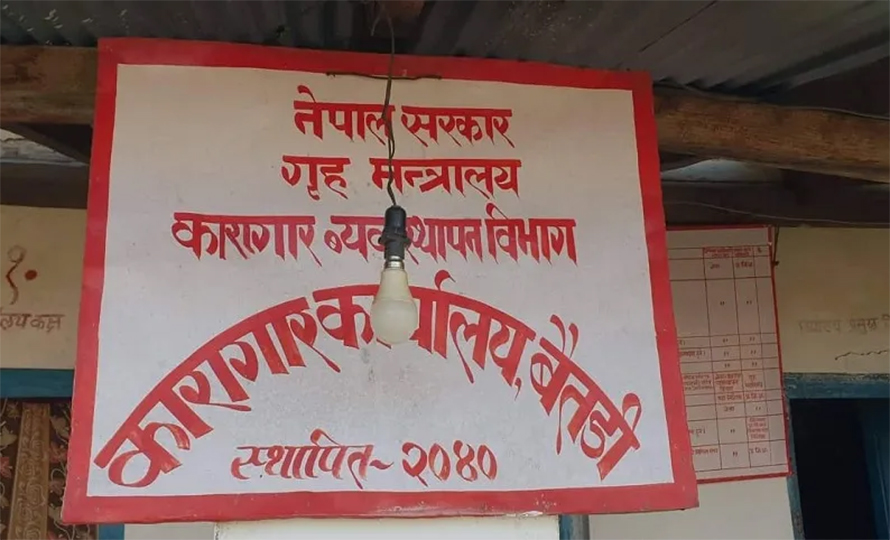 नेपाल सरकार
गृह मन्त्रालय
कारागार व्यवस्थापन विभाग
कारागार कार्यालय, बैतडी
स्थापित- २०४०